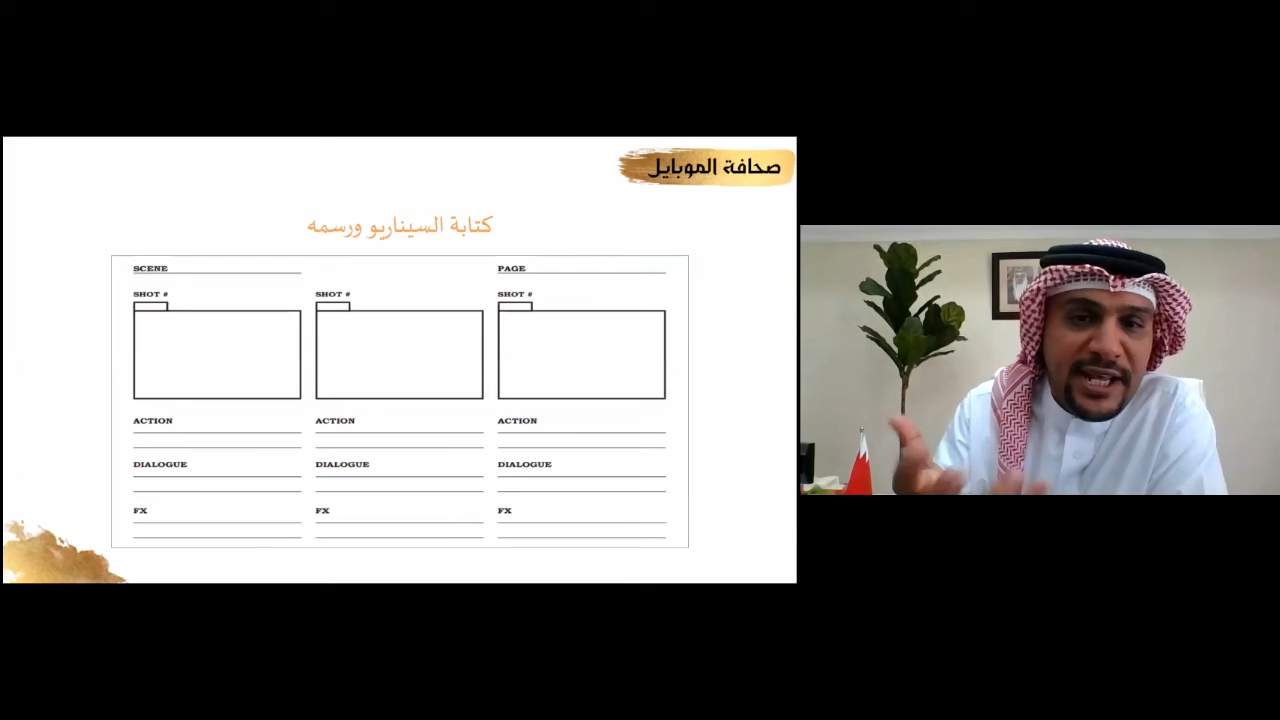 صحافة الموبايل
كتابة السيناريو ورسمه
SCENE PAGE
SHOT # SHOT # SHOT #
ACTION ACTION ACTION
DIALOGUE DIALOGUE DIALOGUE
FX FX FX